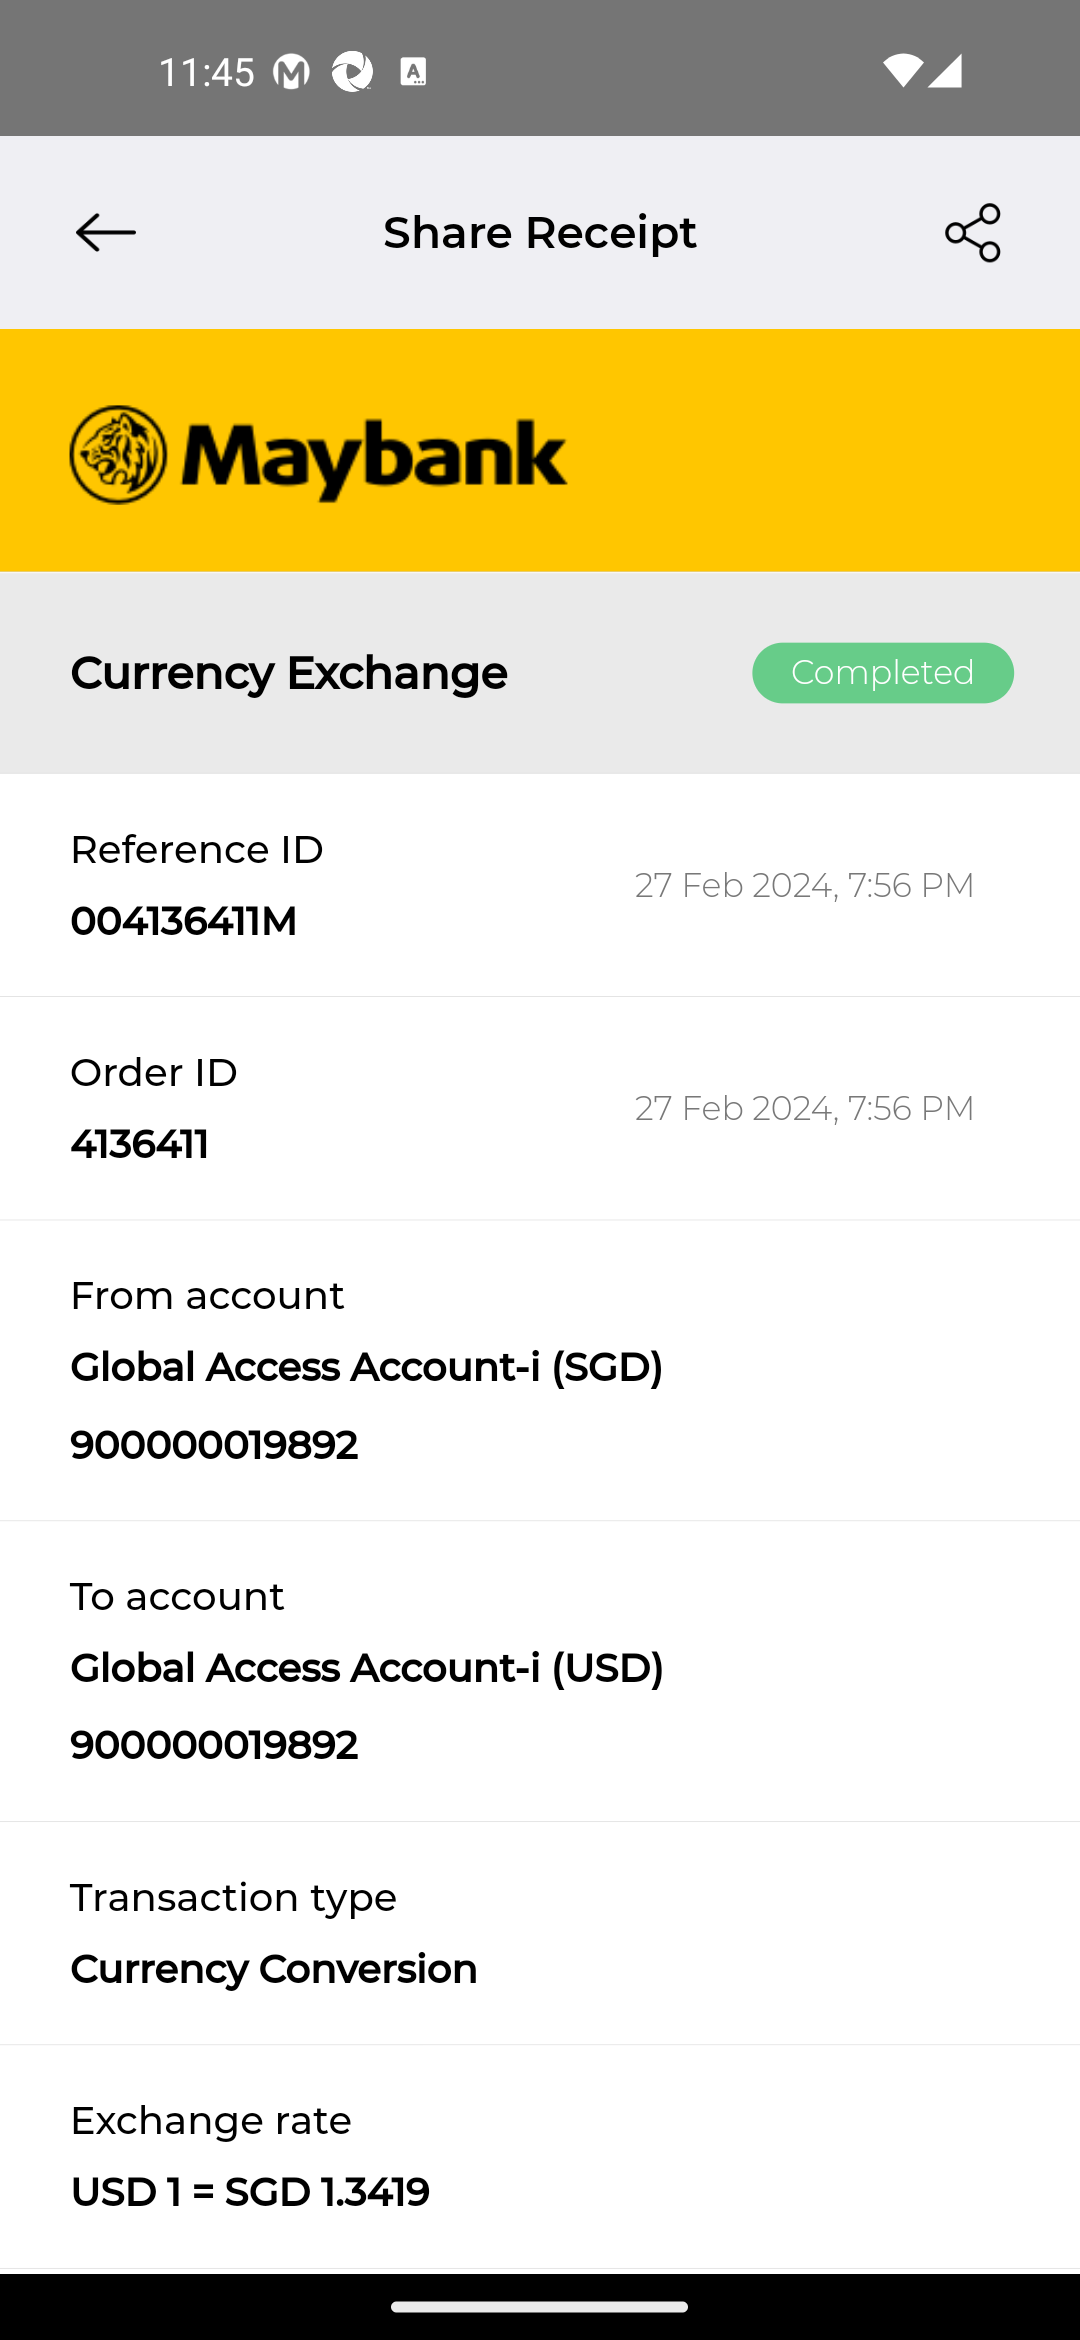 11:45
Share Receipt
Maybank
Currency Exchange
Completed
Reference ID
004136411M
27 Feb 2024, 7:56 PM
Order ID
4136411
27 Feb 2024, 7:56 PM
From account
Global Access Account-i (SGD)
900000019892
To account
Global Access Account-i (USD)
900000019892
Transaction type
Currency Conversion
Exchange rate
USD 1 = SGD 1.3419